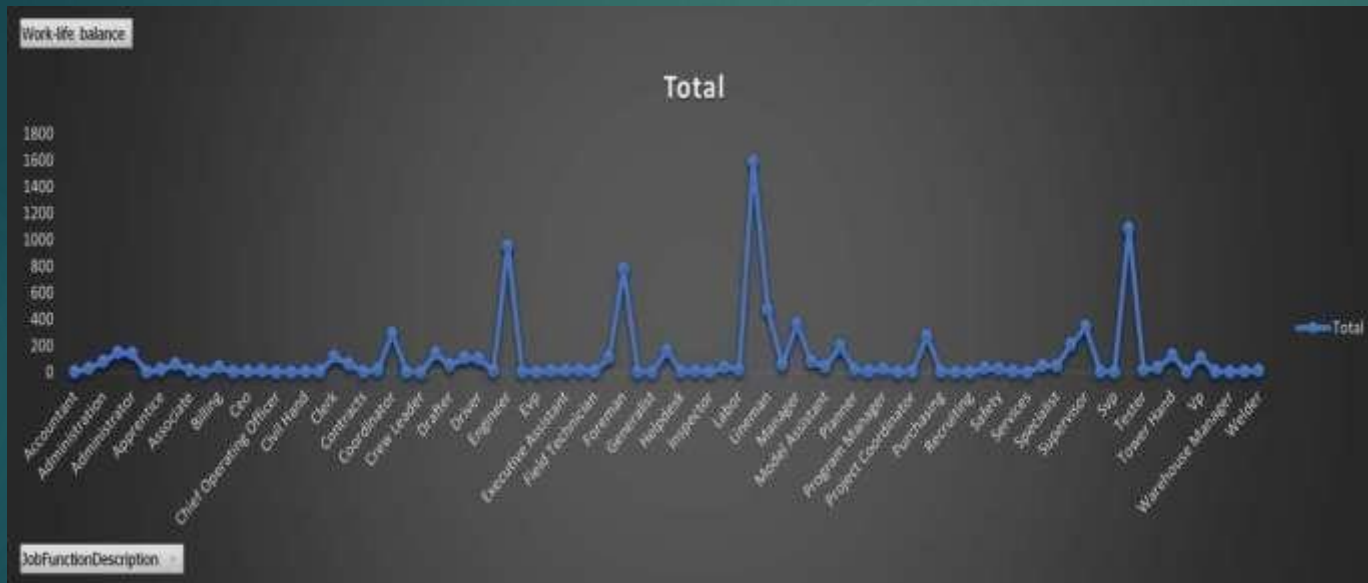 Work-life balance
Total
1800
1600
1400
1200
1000
800
600
400
200
0
Total
Accountant
Administration
Administrator
Apprentice
Associate
Billing
Ceo
Chief Operating Officer
Civil Hand
Clerk
Contracts
Coordinator
Crew Leader
Drafter
Driver
Engineer
Evp
Executive Assistant
Field Technician
Foreman
Generalist
Helpdesk
Inspector
Labor
Lineman
Manager
Model Assistant
Planner
Program Manager
Project Coordinator
Purchasing
Recruiting
Safety
Services
Specialist
Supervisor
Svp
Tester
Tower Hand
Vp
Warehouse Manager
Welder
JobFunctionDescription